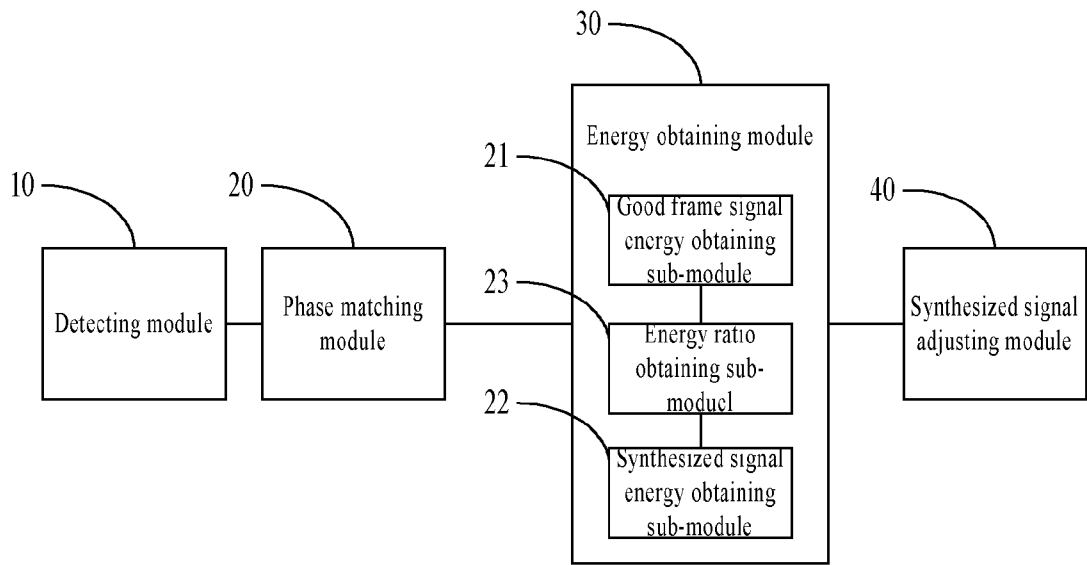 30
Energy obtaining module
21
10
20
40
Good frame signal
energy obtaining
sub-module
23
Detecting module
Phase matching
module
Energy ratio
obtaining sub-
moducl
Synthesized signal
adjusting module
22
Synthesized signal
energy obtaining
sub-module